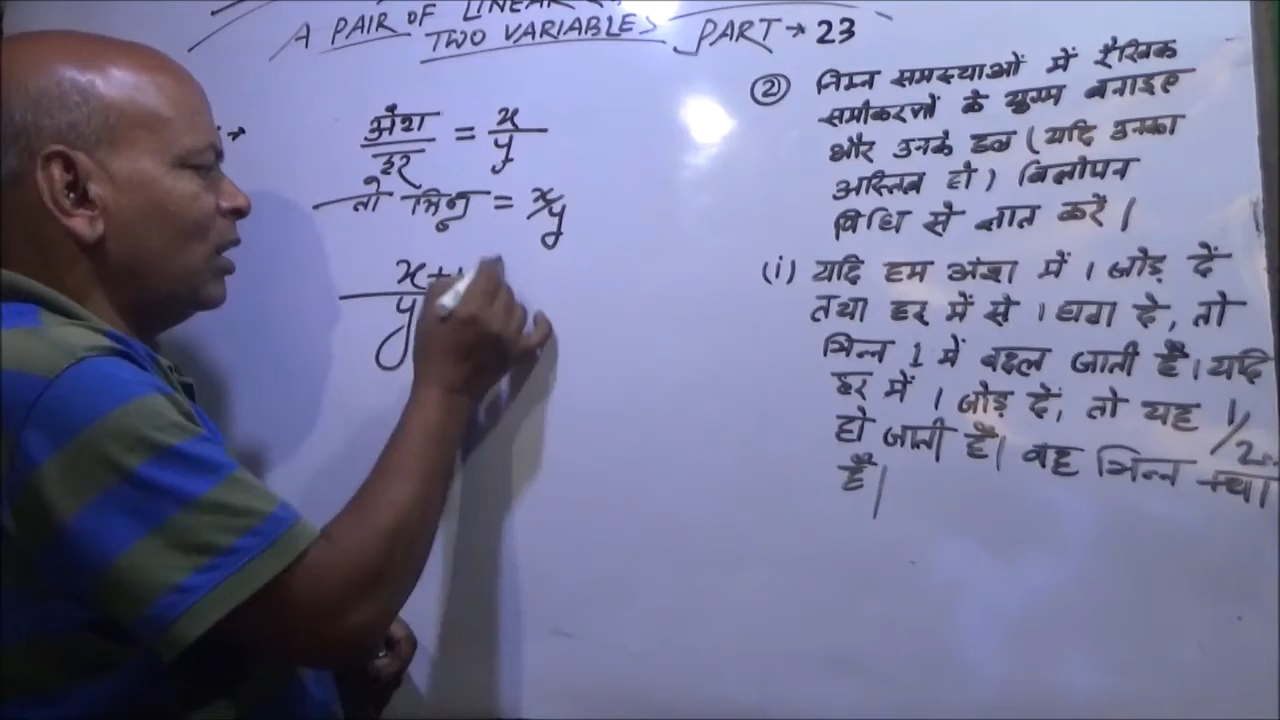 A PAIR OF LINEAR
TWO VARIABLES PART → 23
अंश / हर = x / y
तो भिन्न = x/y
x+1
y
② निम्न समस्याओं में रैखिक
समीकरणों के युग्म बनाइए
और उनके हल (यदि उनका
अस्तित्व हो) विलोपन
विधि से ज्ञात करें।
(i) यदि हम अंश में 1 जोड़ दें
तथा हर में से 1 घटा दे, तो
भिन्न 1 में बदल जाती है। यदि
हर में 1 जोड़ दें, तो यह 1/2
हो जाती है। वह भिन्न क्या
है।